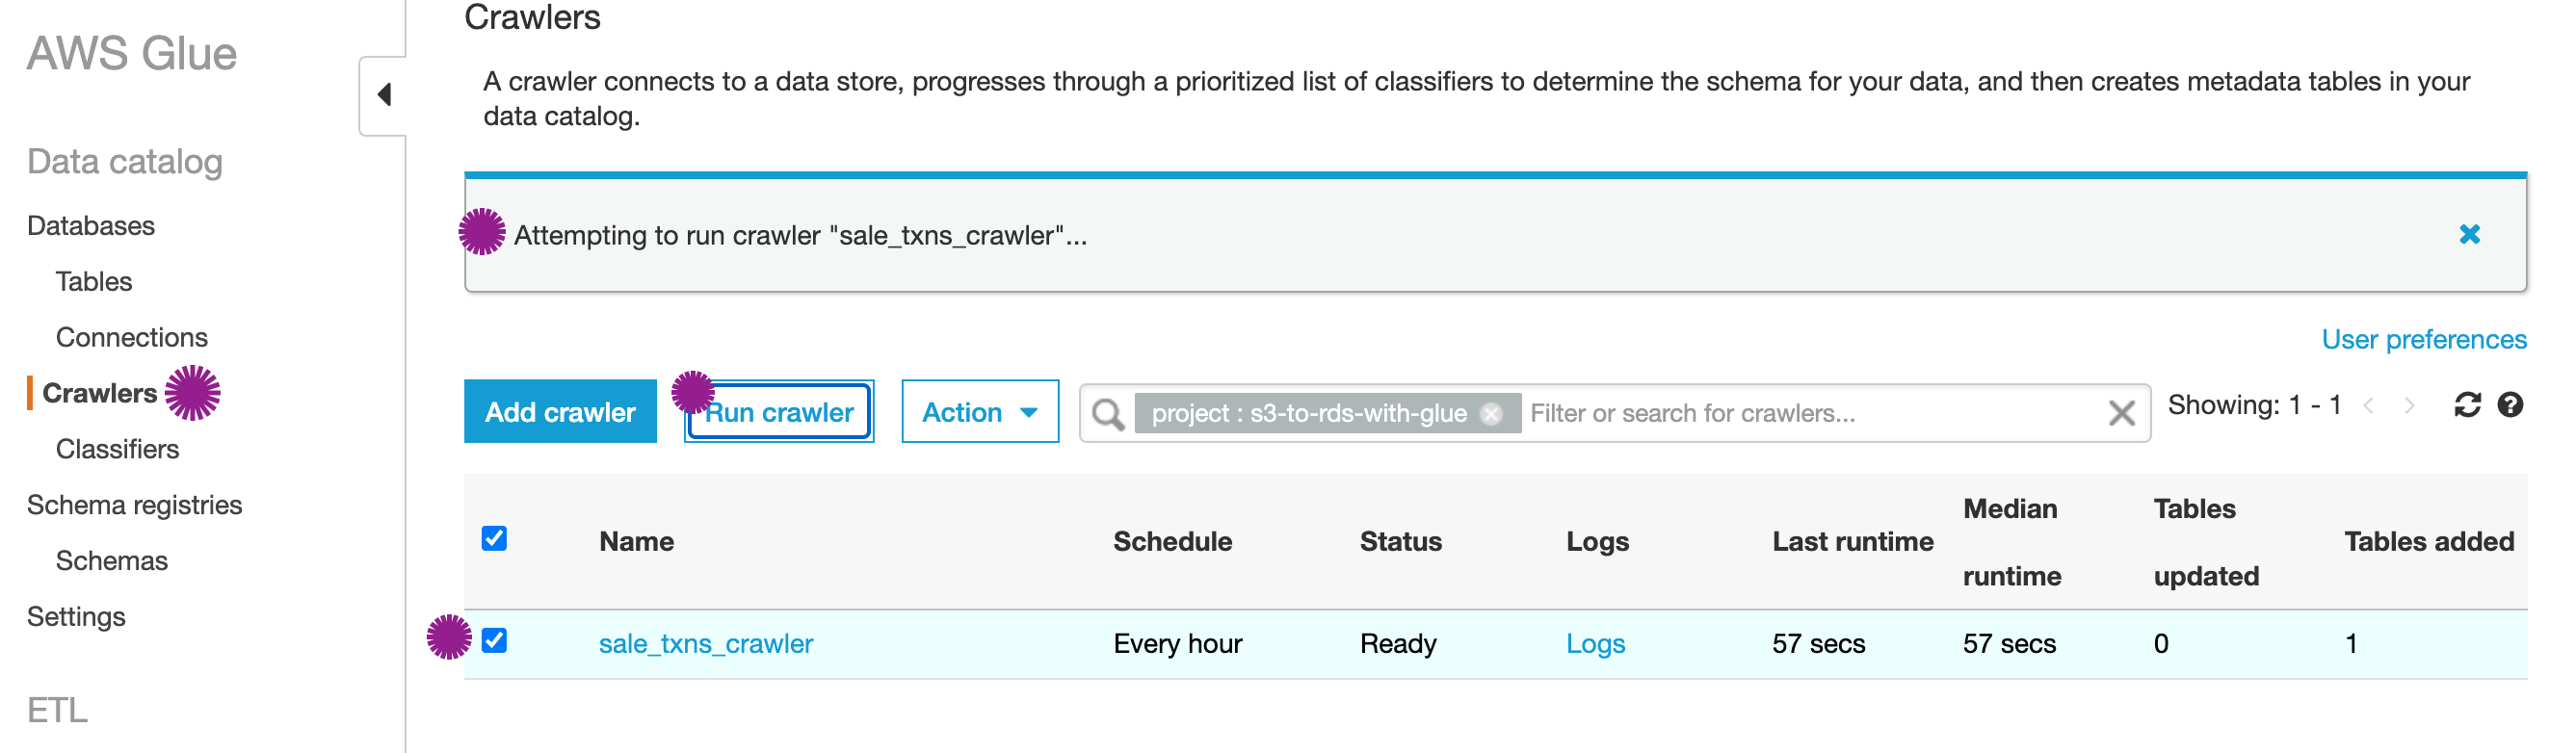 AWS Glue
Data catalog
Databases
Tables
Connections
Crawlers
Classifiers
Schema registries
Schemas
Settings
ETL
Crawlers
A crawler connects to a data store, progresses through a prioritized list of classifiers to determine the schema for your data, and then creates metadata tables in your
data catalog.
Attempting to run crawler "sale_txns_crawler"...
User preferences
Add crawler Run crawler Action project : s3-to-rds-with-glue Filter or search for crawlers... Showing: 1 - 1
Name Schedule Status Logs Last runtime Median runtime Tables updated Tables added
sale_txns_crawler Every hour Ready Logs 57 secs 57 secs 0 1